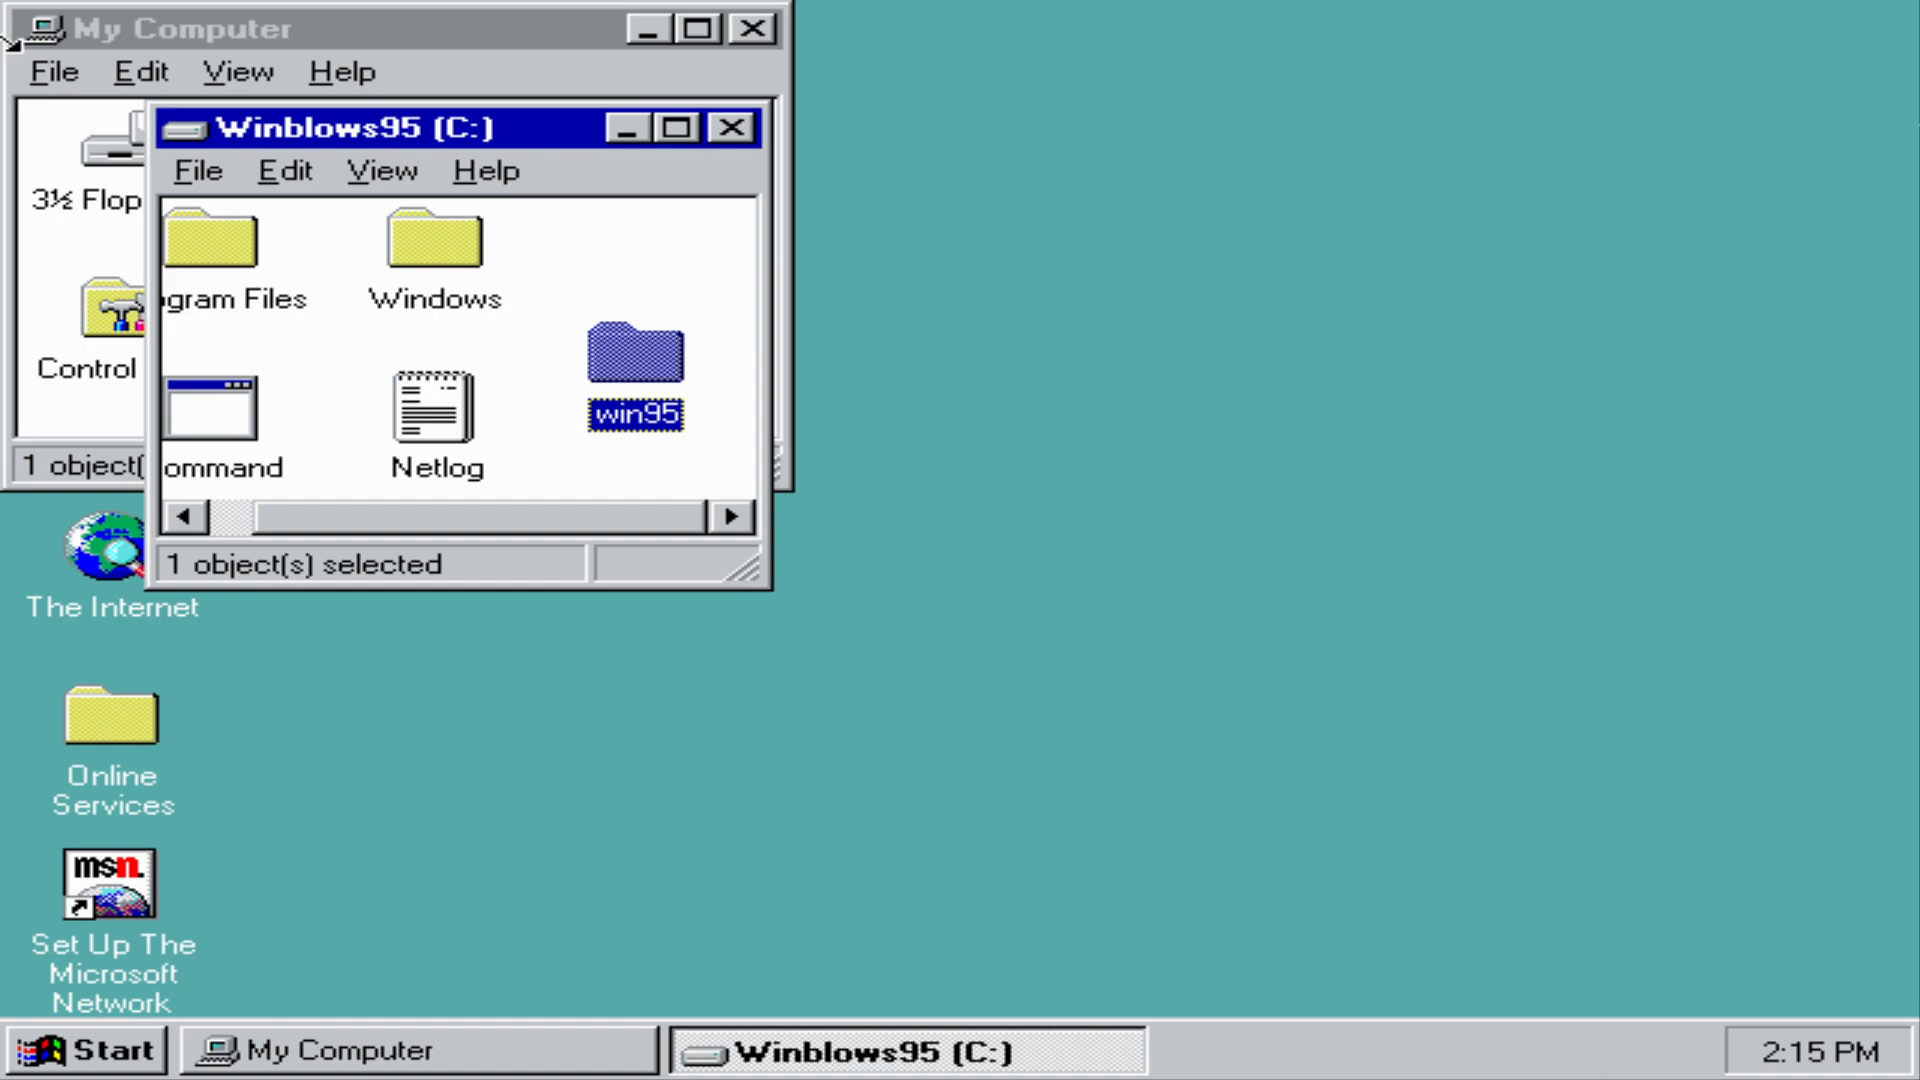 My Computer
File Edit View Help
3½ Flop
Control
1 object(
Winblows95 (C:)
File Edit View Help
ogram Files
Windows
win95
ommand
Netlog
1 object(s) selected
The Internet
Online
Services
msn.
Set Up The
Microsoft
Network
Start
My Computer
Winblows95 (C:)
2:15 PM